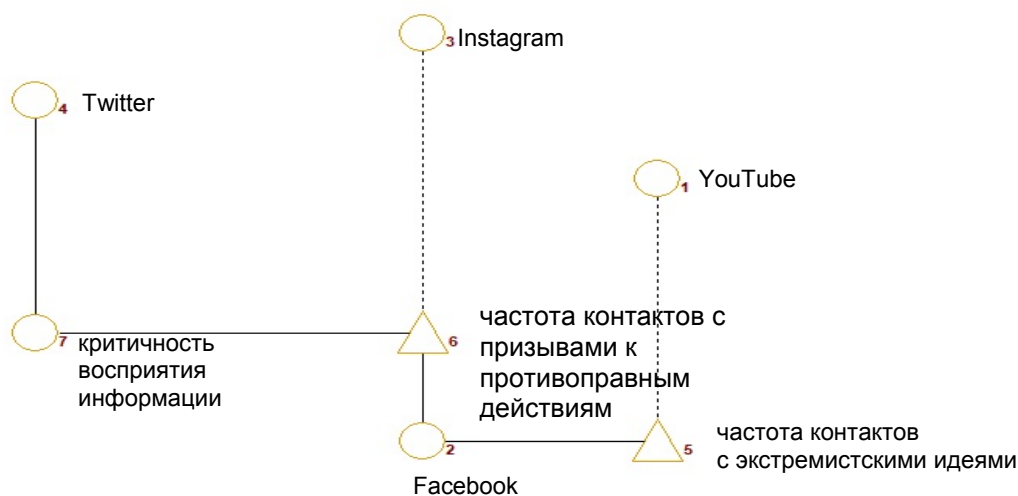 3 Instagram
4 Twitter
1 YouTube
7 критичность
восприятия
информации
6 частота контактов с
призывами к
противоправным
действиям
2
Facebook
5 частота контактов
с экстремистскими идеями